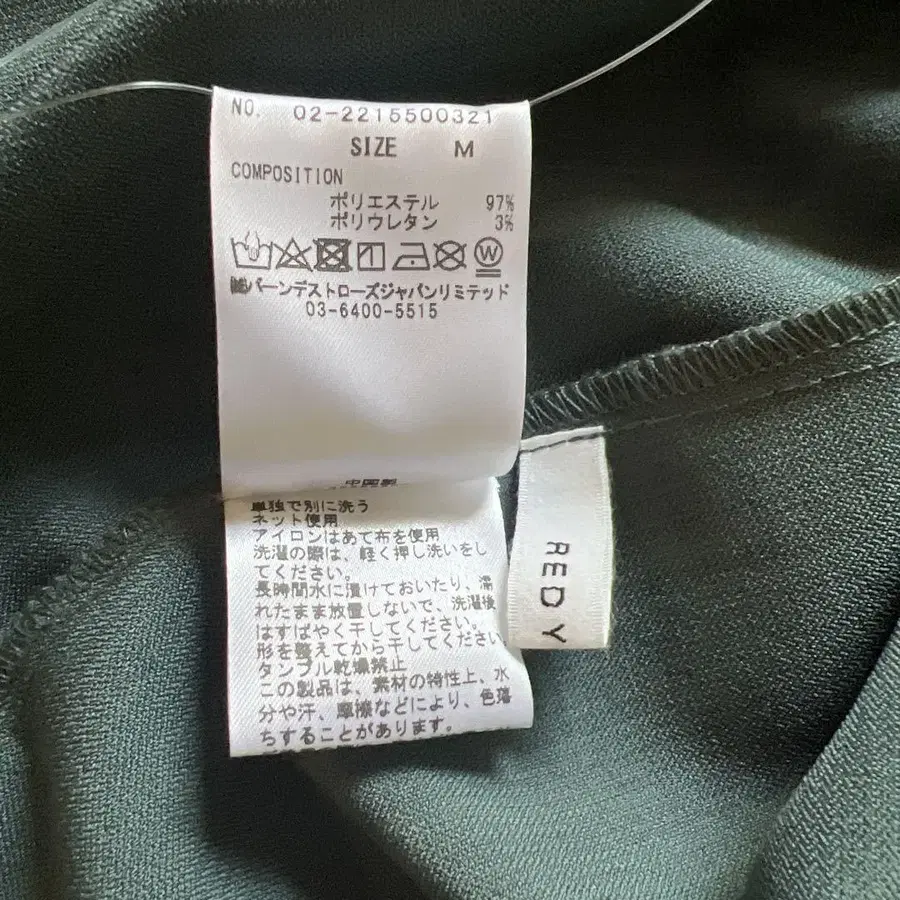 NO. 02-2215500321
SIZE M
COMPOSITION
ポリエステル 97%
ポリウレタン 3%
W
㈱バーンデストローズジャパンリミテッド
03-6400-5515
中国製
単独で別に洗う
ネット使用
アイロンはあて布を使用
洗濯の際は、軽く押し洗いをし
てください。
長時間水に漬けておいたり、濡
れたまま放置しないで、洗濯後
はすばやく干してください。
形を整えてから干してください。
タンブル乾燥禁止
この製品は、素材の特性上、水
分や汗、摩擦などにより、色落
ちすることがあります。
RED Y